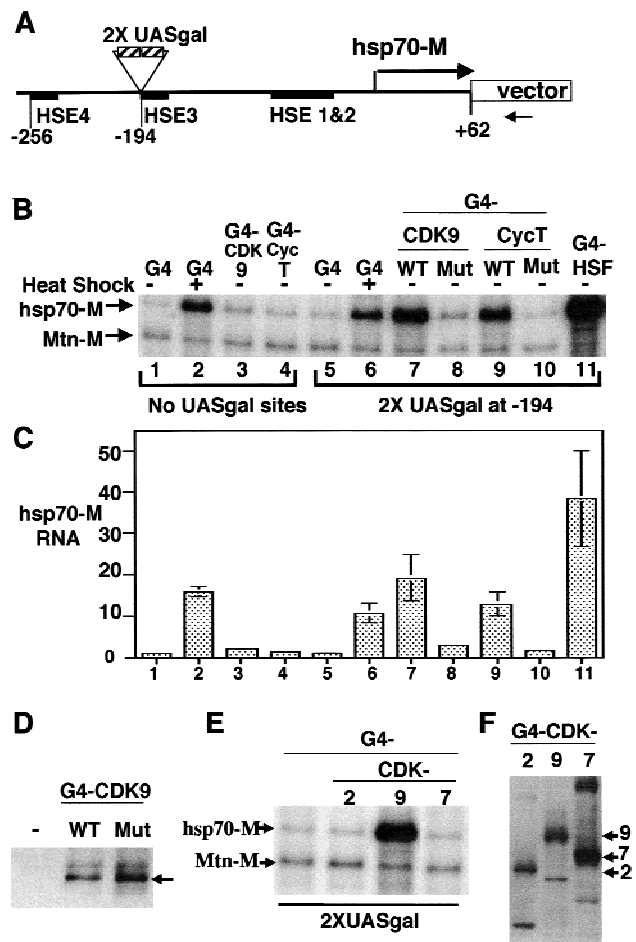 A
2X UASgal
hsp70-M
vector
HSE4
HSE3
HSE 1&2
-256
-194
+62
B
G4-
CDK9
CycT
G4-
CDK
9
G4-
Cyc
T
G4
G4
G4
G4
WT
Mut
WT
Mut
G4-
HSF
Heat Shock
-
+
-
-
-
+
-
-
-
-
-
hsp70-M
Mtn-M
1 2 3 4 5 6 7 8 9 10 11
No UASgal sites
2X UASgal at -194
C
hsp70-M
RNA
50
40
30
20
10
0
1 2 3 4 5 6 7 8 9 10 11
D
G4-CDK9
- WT Mut
E
G4-
CDK-
2 9 7
hsp70-M
Mtn-M
2XUASgal
F
G4-CDK-
2 9 7
9
7
2